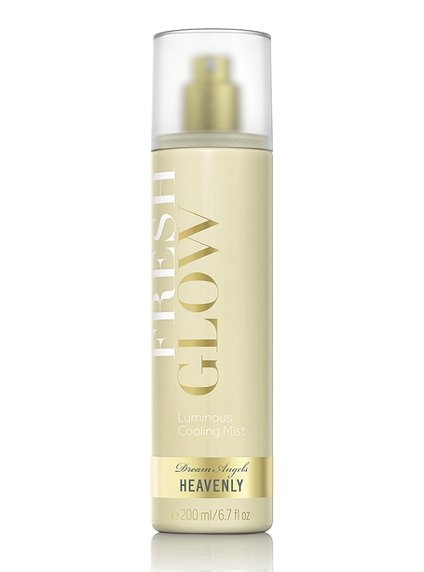 FRESH
GLOW
Luminous
Cooling Mist
Dream Angels
HEAVENLY
℮ 200 ml/6.7 fl oz